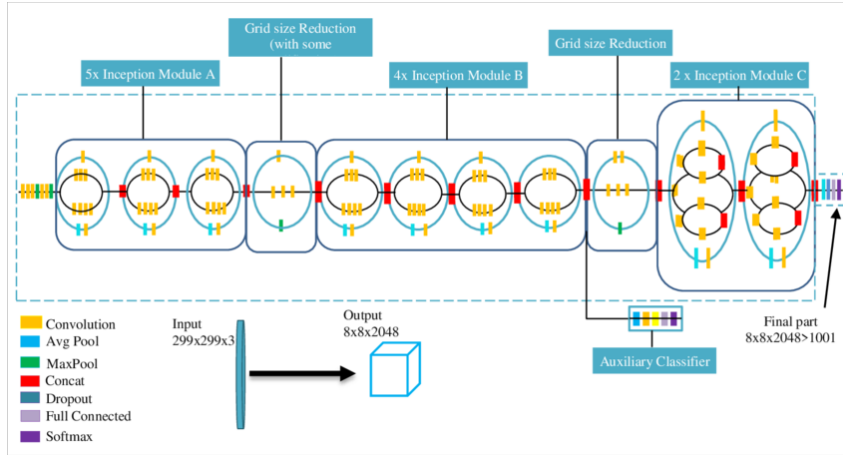 Grid size Reduction
(with some
Grid size Reduction
5x Inception Module A
4x Inception Module B
2 x Inception Module C
Convolution
Avg Pool
MaxPool
Concat
Dropout
Full Connected
Softmax
Input
299x299x3
Output
8x8x2048
Auxiliary Classifier
Final part
8x8x2048>1001